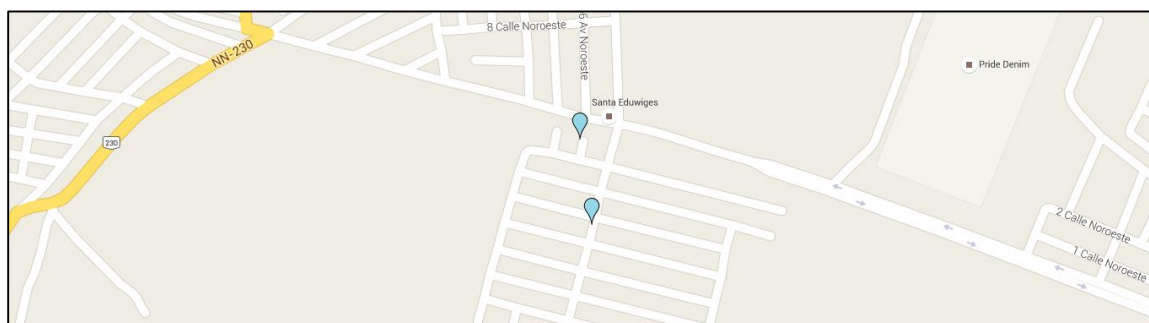 8 Calle Noroeste
6 Av Noroeste
NN-230
Pride Denim
Santa Eduwiges
230
2 Calle Noroeste
1 Calle Noroeste